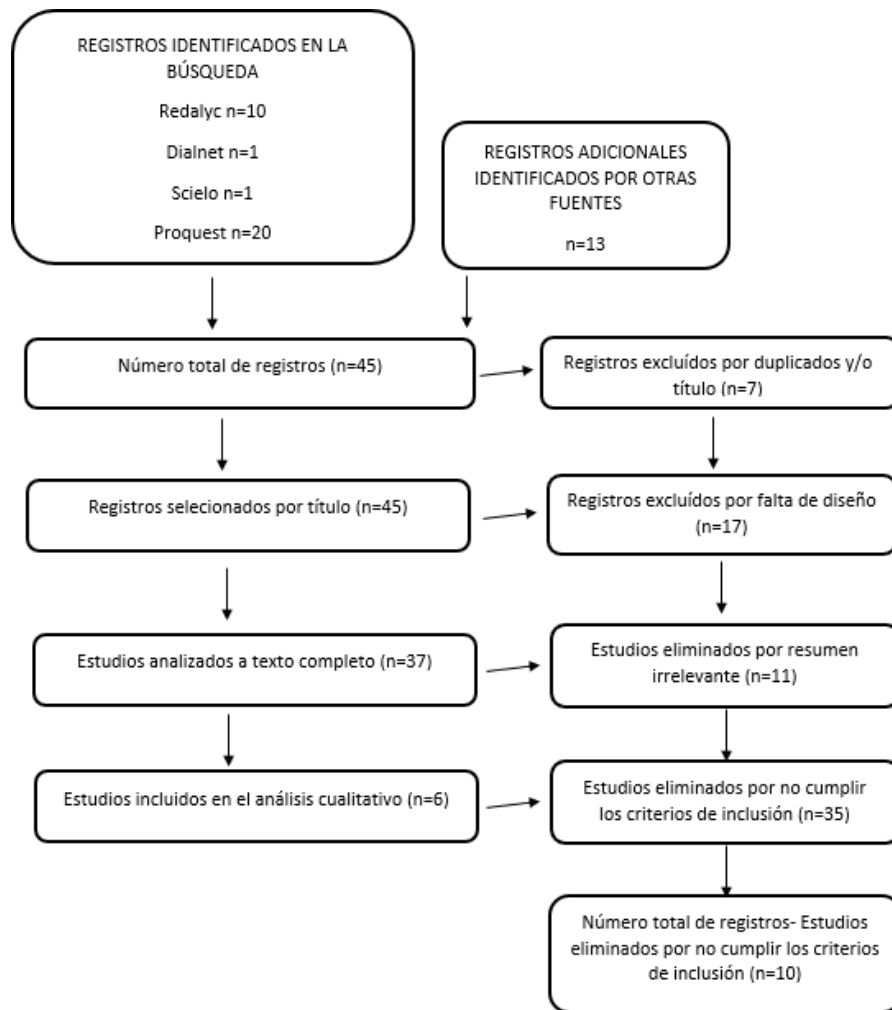 REGISTROS IDENTIFICADOS EN LA
BÚSQUEDA
Redalyc n=10
Dialnet n=1
Scielo n=1
Proquest n=20
REGISTROS ADICIONALES
IDENTIFICADOS POR OTRAS
FUENTES
n=13
Número total de registros (n=45)
Registros excluídos por duplicados y/o
título (n=7)
Registros selecionados por título (n=45)
Registros excluídos por falta de diseño
(n=17)
Estudios analizados a texto completo (n=37)
Estudios eliminados por resumen
irrelevante (n=11)
Estudios incluidos en el análisis cualitativo (n=6)
Estudios eliminados por no cumplir
los criterios de inclusión (n=35)
Número total de registros- Estudios
eliminados por no cumplir los criterios
de inclusión (n=10)